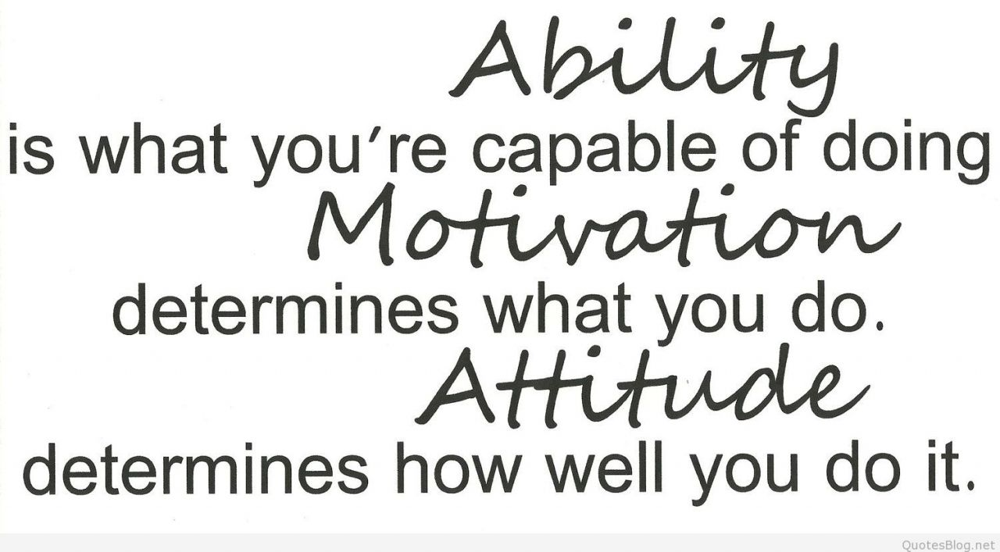 Ability
is what you're capable of doing
Motivation
determines what you do.
Attitude
determines how well you do it.
QuotesBlog.net